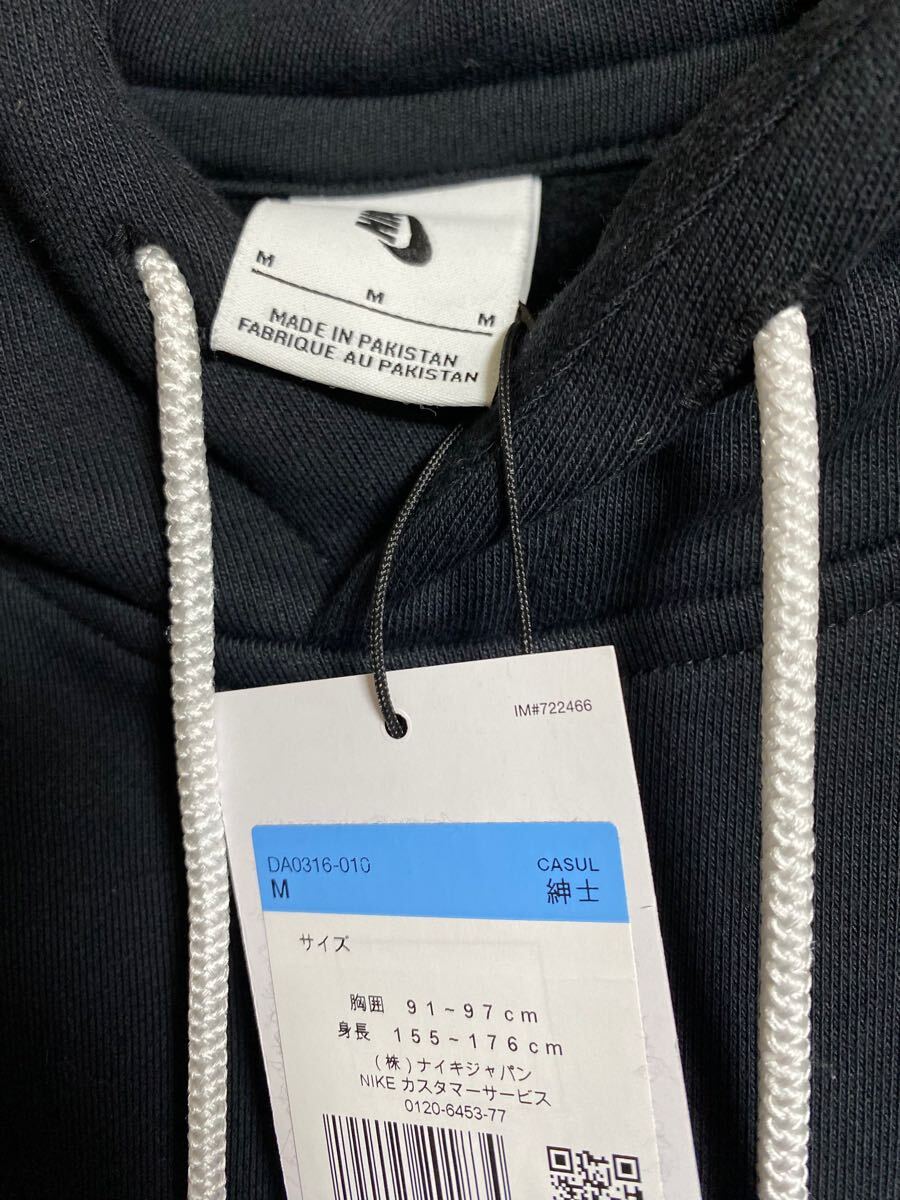 M
M
M
MADE IN PAKISTAN
FABRIQUE AU PAKISTAN
IM#722466
DA0316-010 CASUL
M 紳士
サイズ
胸囲 91~97cm
身長 155~176cm
(株)ナイキジャパン
NIKE カスタマーサービス
0120-6453-77